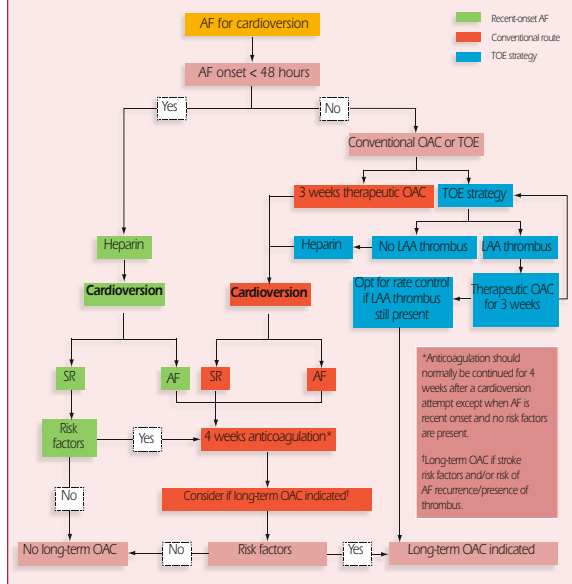 AF for cardioversion
Recent-onset AF
Conventional route
TOE strategy
AF onset < 48 hours
Yes
No
Conventional OAC or TOE
3 weeks therapeutic OAC
TOE strategy
Heparin
Heparin
No LAA thrombus
LAA thrombus
Cardioversion
Cardioversion
Opt for rate control
if LAA thrombus
still present
Therapeutic OAC
for 3 weeks
SR
AF
SR
AF
*Anticoagulation should
normally be continued for 4
weeks after a cardioversion
attempt except when AF is
recent onset and no risk factors
are present.
†Long-term OAC if stroke
risk factors and/or risk of
AF recurrence/presence of
thrombus.
Risk
factors
Yes
4 weeks anticoagulation*
No
Consider if long-term OAC indicated†
No long-term OAC
No
Risk factors
Yes
Long-term OAC indicated